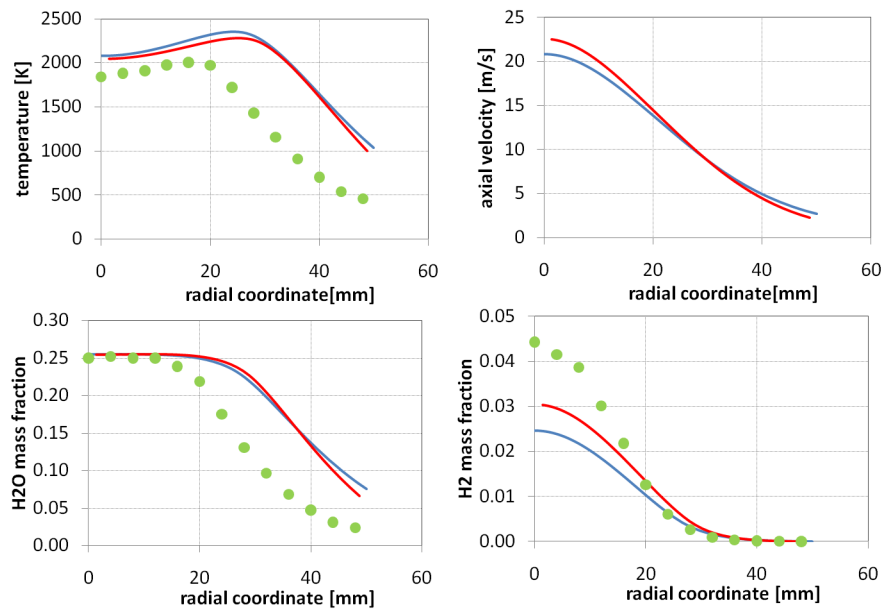 temperature [K]
2500
2000
1500
1000
500
0
0 20 40 60
radial coordinate[mm]
axial velocity [m/s]
25
20
15
10
5
0
0 20 40 60
radial coordinate[mm]
H2O mass fraction
0.30
0.25
0.20
0.15
0.10
0.05
0.00
0 20 40 60
radial coordinate [mm]
H2 mass fraction
0.05
0.04
0.03
0.02
0.01
0.00
0 20 40 60
radial coordinate [mm]